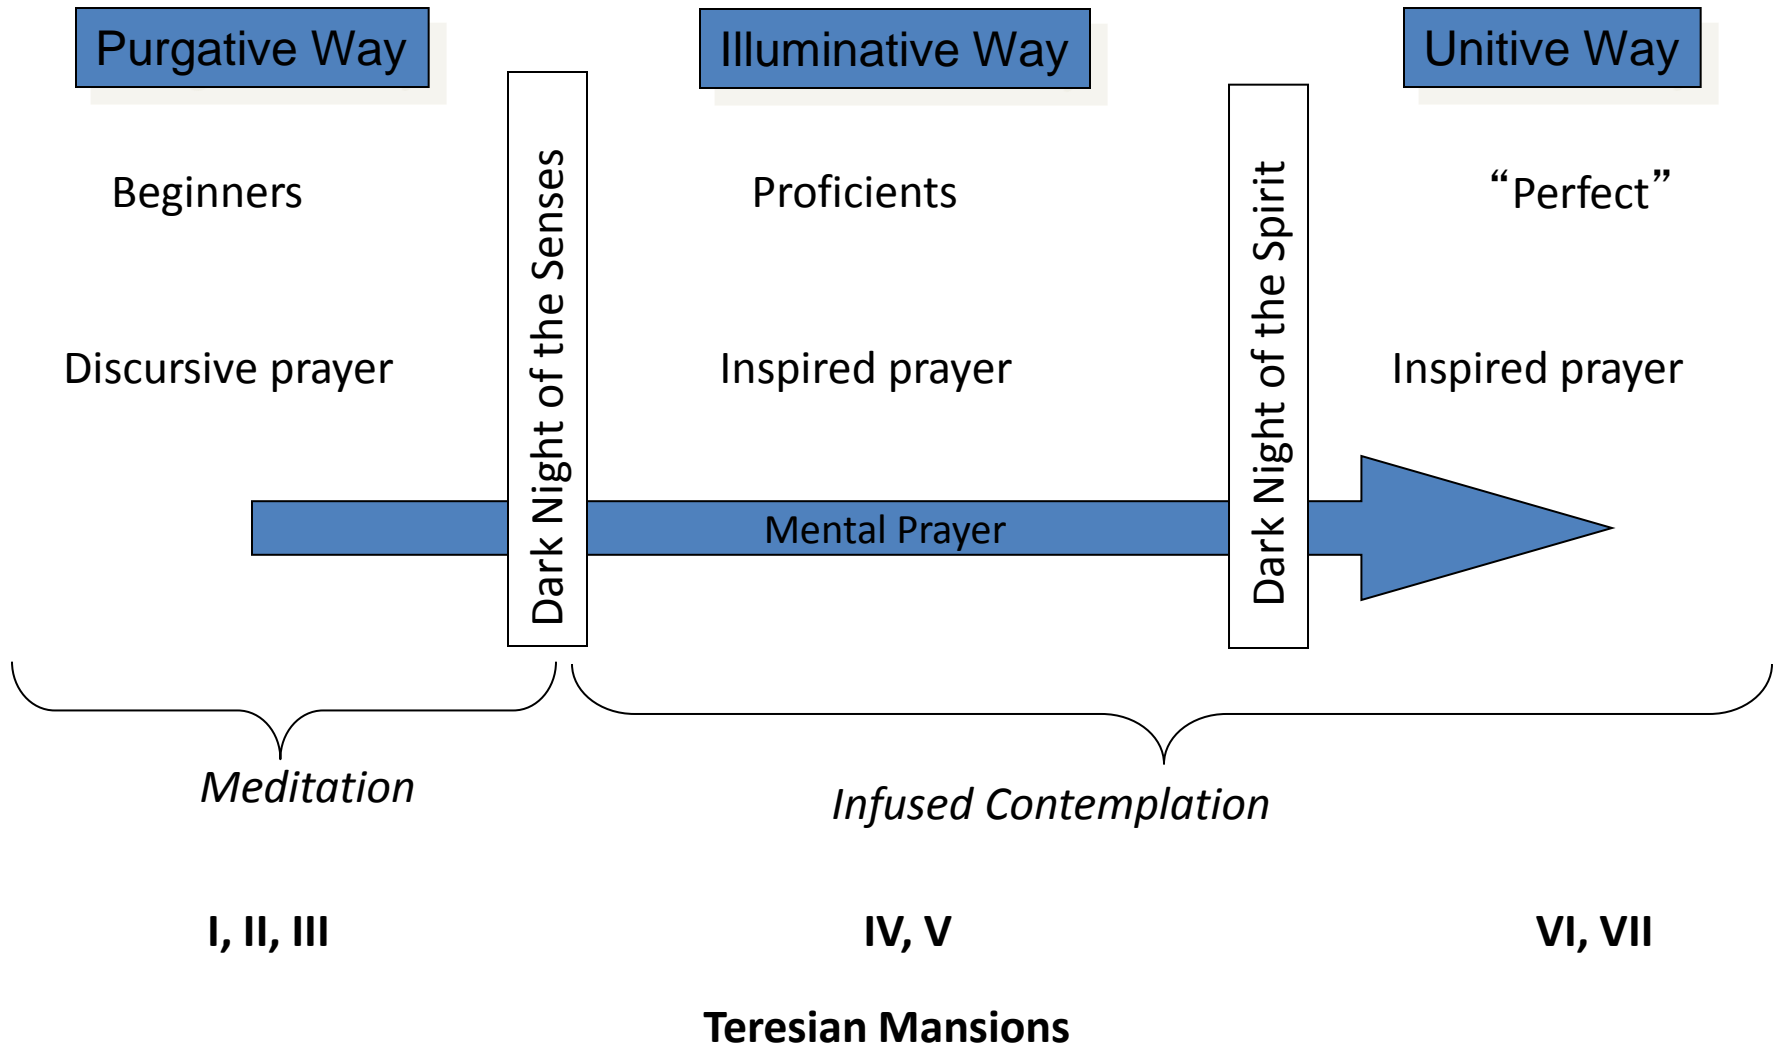 Purgative Way
Illuminative Way
Unitive Way
Beginners
Dark Night of the Senses
Proficients
Dark Night of the Spirit
“Perfect”
Discursive prayer
Inspired prayer
Inspired prayer
Mental Prayer
Meditation
Infused Contemplation
I, II, III
IV, V
VI, VII
Teresian Mansions